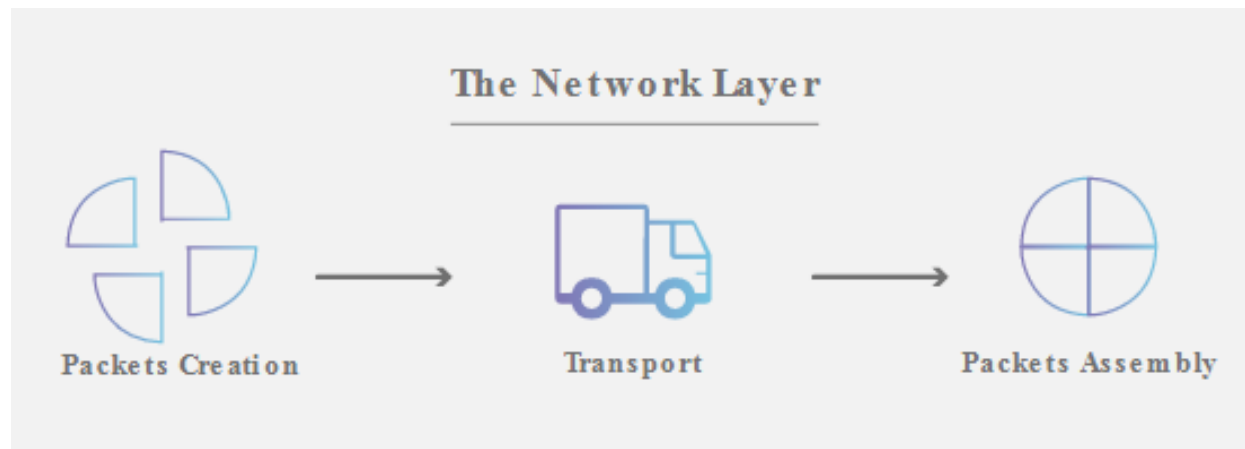 The Network Layer
Packets Creation
Transport
Packets Assembly